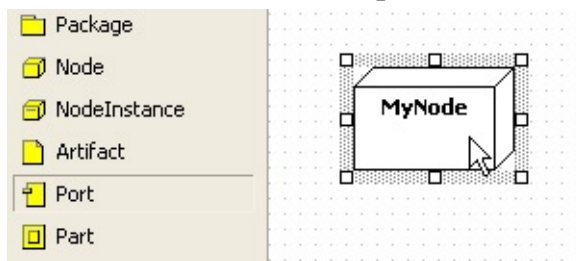 Package
Node
NodeInstance
Artifact
Port
Part
MyNode